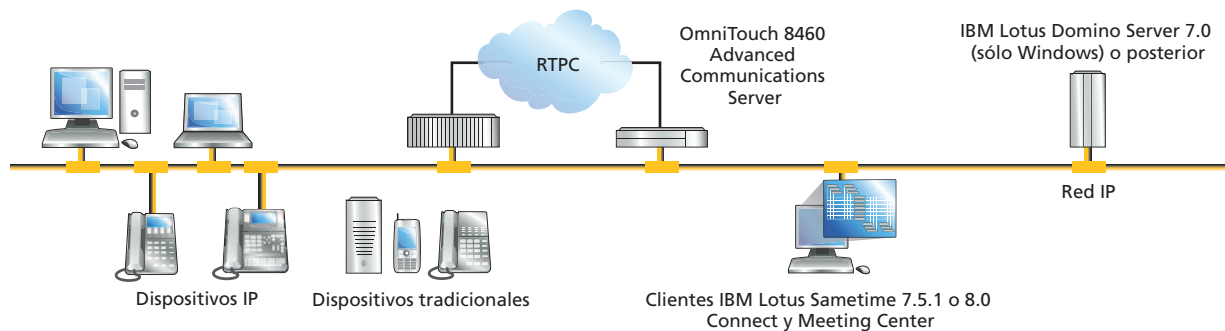 OmniTouch 8460
Advanced
Communications
Server
IBM Lotus Domino Server 7.0
(sólo Windows) o posterior
RTPC
Red IP
Dispositivos IP
Dispositivos tradicionales
Clientes IBM Lotus Sametime 7.5.1 o 8.0
Connect y Meeting Center